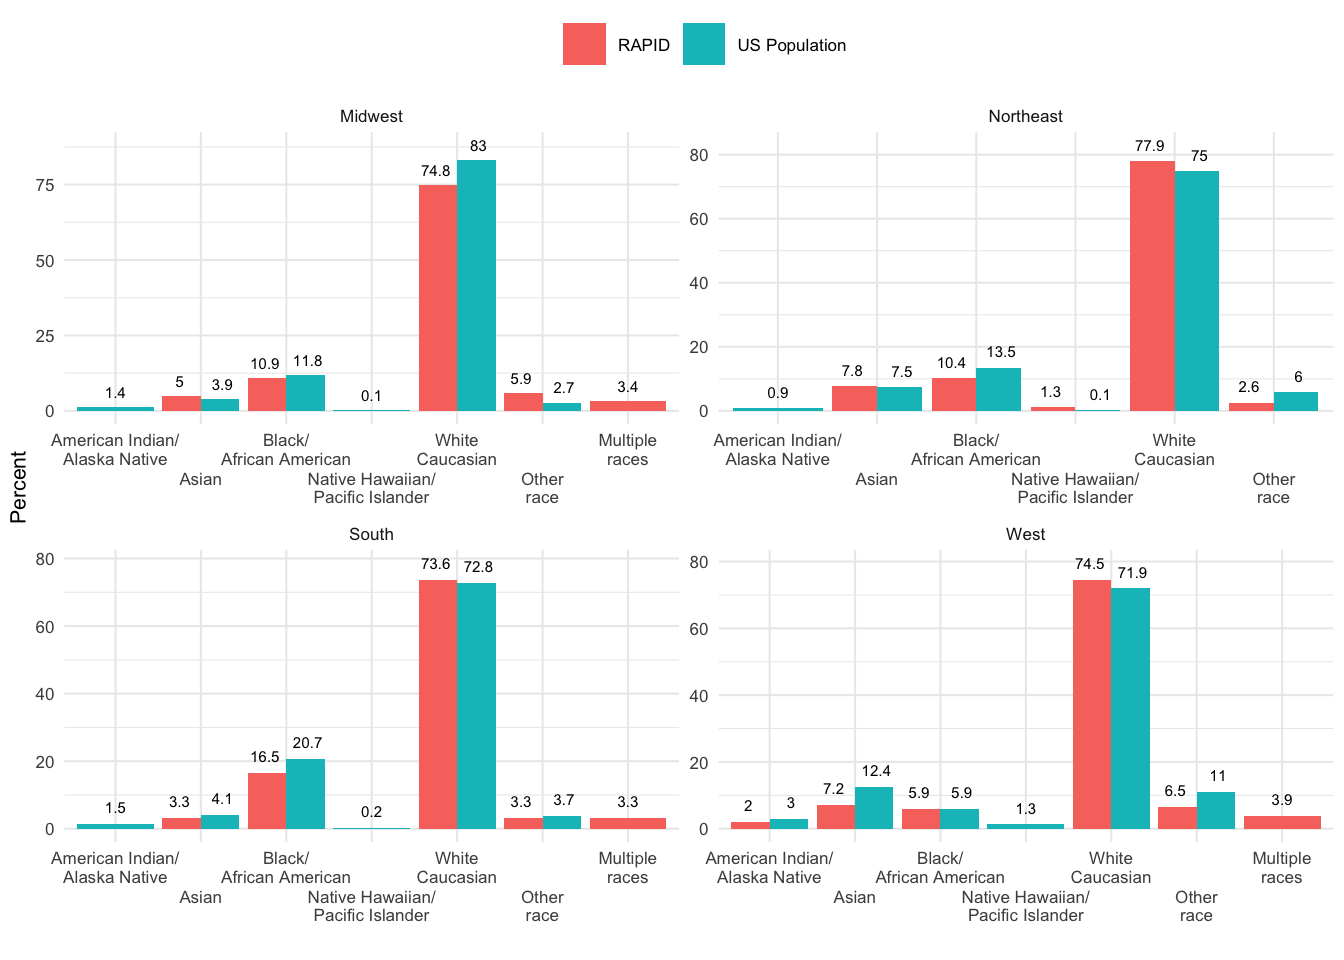 RAPID US Population
Midwest
Northeast
Percent
75
50
25
0
1.4
5
3.9
10.9
11.8
0.1
74.8
83
5.9
2.7
3.4
American Indian/
Alaska Native
Asian
Black/
African American
Native Hawaiian/
Pacific Islander
White
Caucasian
Other
race
Multiple
races
80
60
40
20
0
0.9
7.8
7.5
10.4
13.5
1.3
0.1
77.9
75
2.6
6
American Indian/
Alaska Native
Asian
Black/
African American
Native Hawaiian/
Pacific Islander
White
Caucasian
Other
race
South
80
60
40
20
0
1.5
3.3
4.1
16.5
20.7
0.2
73.6
72.8
3.3
3.7
3.3
American Indian/
Alaska Native
Asian
Black/
African American
Native Hawaiian/
Pacific Islander
White
Caucasian
Other
race
Multiple
races
West
80
60
40
20
0
2
3
7.2
12.4
5.9
5.9
1.3
74.5
71.9
6.5
11
3.9
American Indian/
Alaska Native
Asian
Black/
African American
Native Hawaiian/
Pacific Islander
White
Caucasian
Other
race
Multiple
races